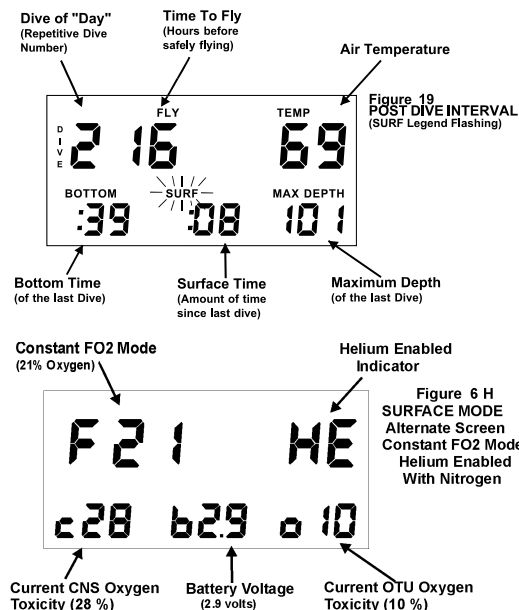 Dive of "Day"
(Repetitive Dive
Number)
Time To Fly
(Hours before
safely flying)
Air Temperature
Figure 19
POST DIVE INTERVAL
(SURF Legend Flashing)
DIVE
FLY
TEMP
2 16 69
BOTTOM
SURF
MAX DEPTH
:39 :08 101
Bottom Time
(of the last Dive)
Surface Time
(Amount of time
since last dive)
Maximum Depth
(of the last Dive)
Constant FO2 Mode
(21% Oxygen)
Helium Enabled
Indicator
Figure 6 H
SURFACE MODE
Alternate Screen
Constant FO2 Mode
Helium Enabled
With Nitrogen
F21 HE
c28 b2.9 o 10
Current CNS Oxygen
Toxicity (28 %)
Battery Voltage
(2.9 volts)
Current OTU Oxygen
Toxicity (10 %)